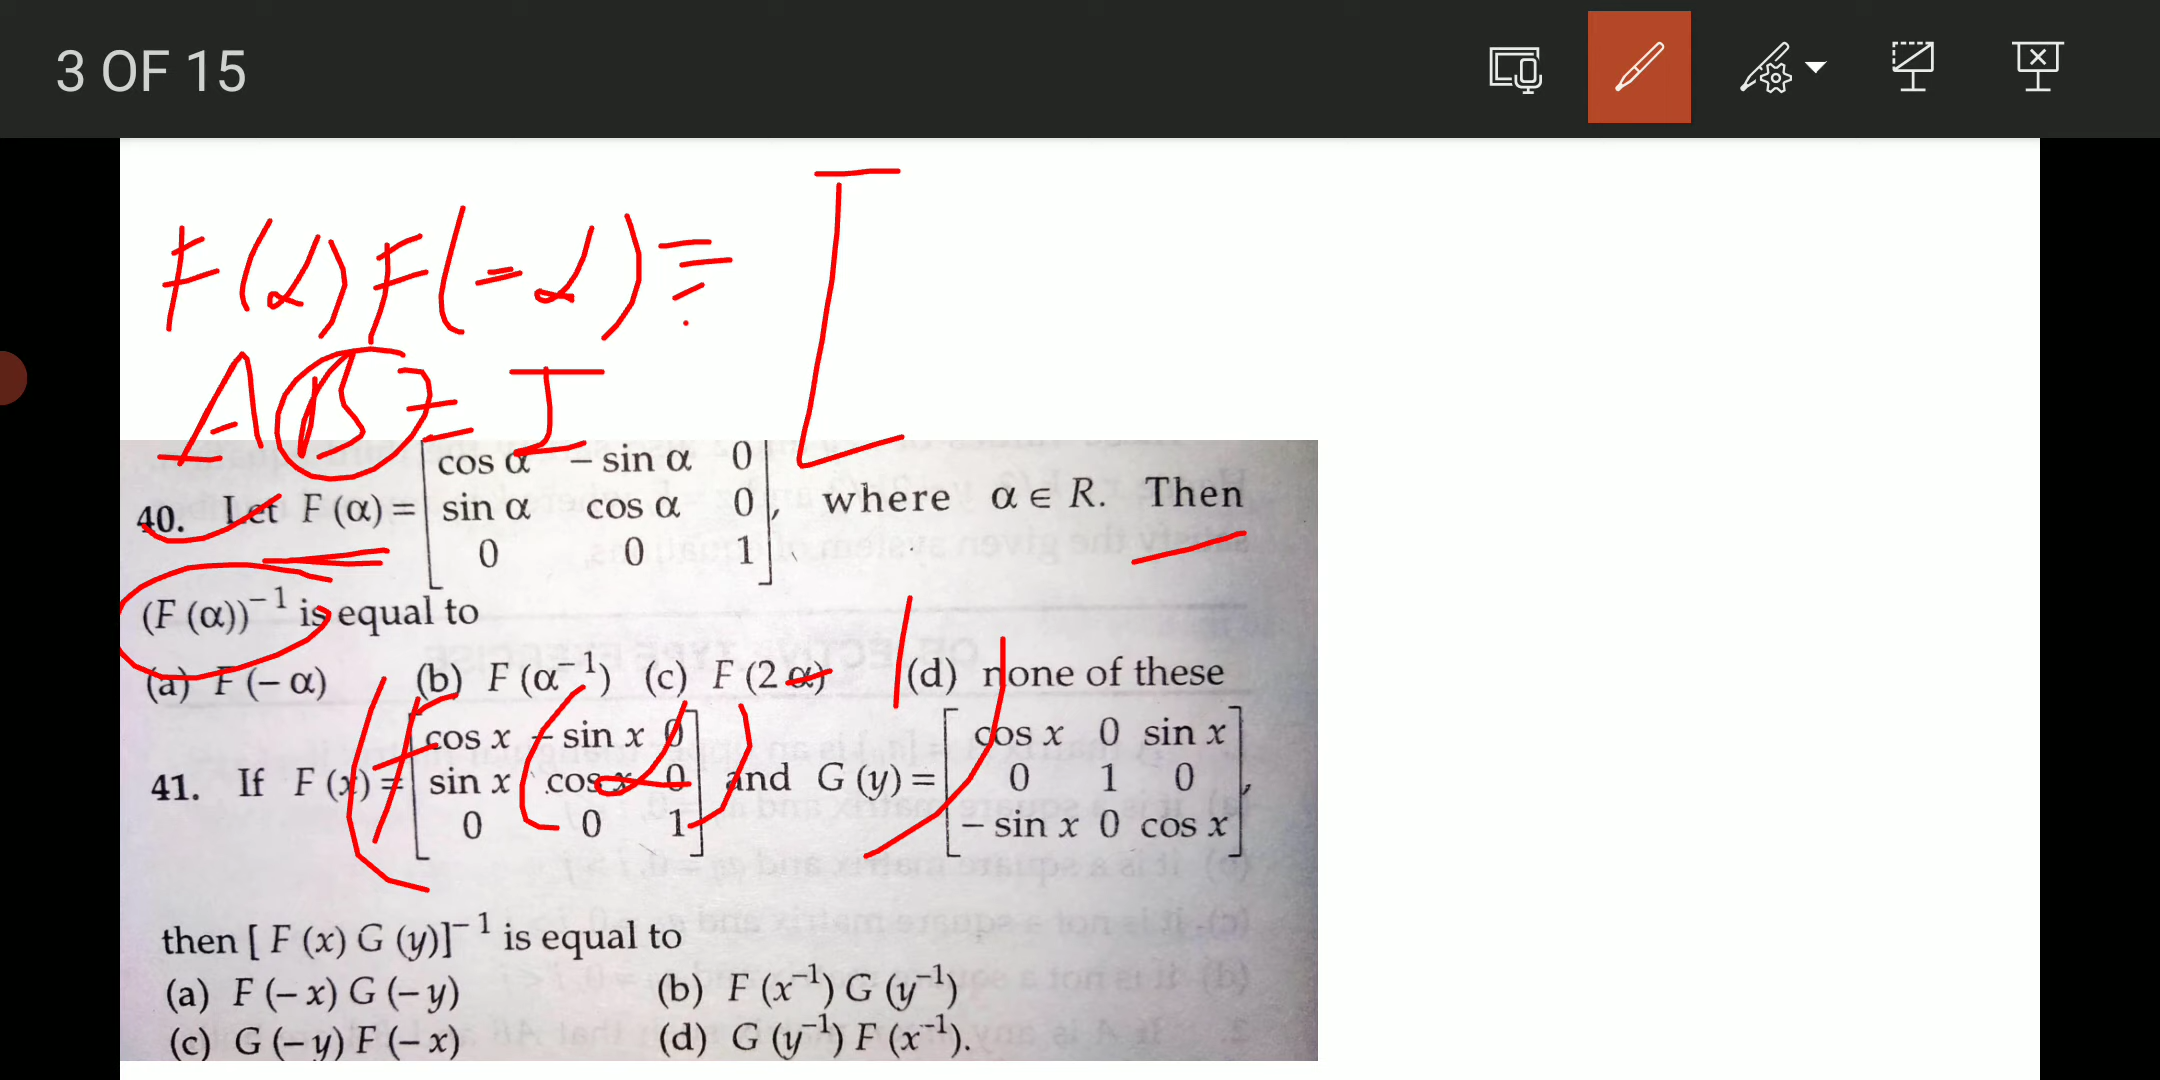 3 OF 15
F(α) F(-α) =
AB = I
40. Let F (α) = [cos α – sin α 0
sin α cos α 0
0 0 1], where α ∈ R. Then
(F (α))⁻¹ is equal to
(a) F (– α) (b) F (α⁻¹) (c) F (2 α) (d) none of these
41. If F (x) = [cos x – sin x 0
sin x cos x 0
0 0 1] and G (y) = [cos x 0 sin x
0 1 0
– sin x 0 cos x],
then [ F (x) G (y)]⁻¹ is equal to
(a) F (– x) G (– y) (b) F (x⁻¹) G (y⁻¹)
(c) G (– y) F (– x) (d) G (y⁻¹) F (x⁻¹).